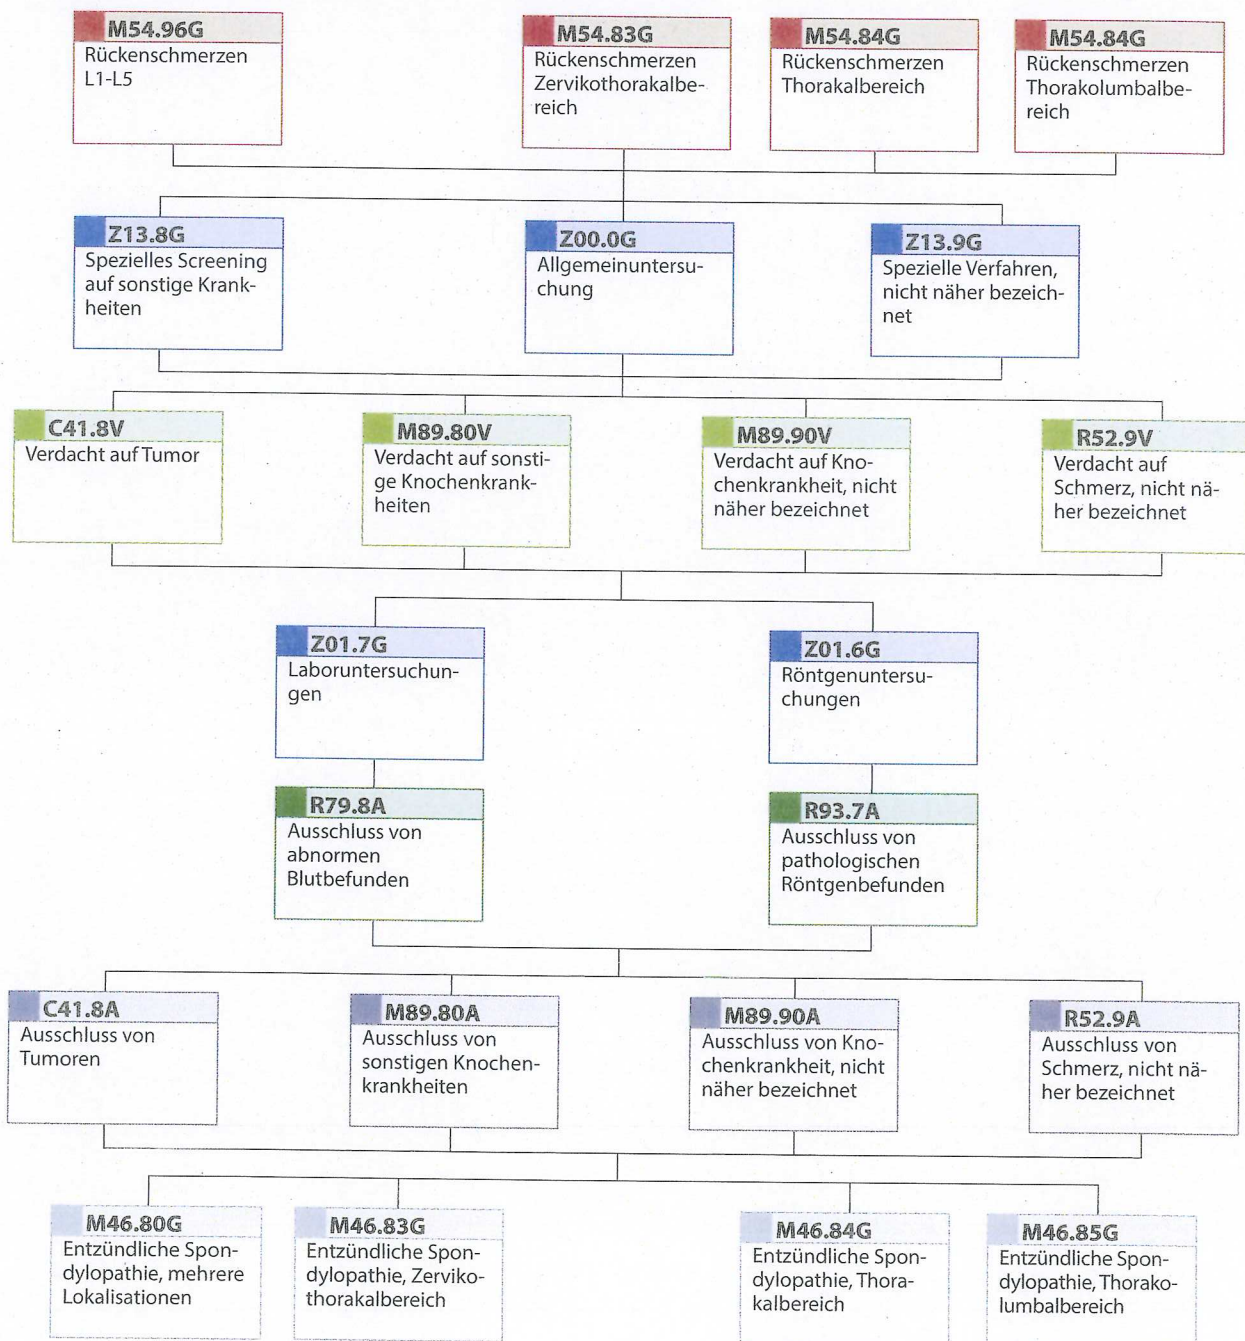 M54.96G
Rückenschmerzen
L1-L5
M54.83G
Rückenschmerzen
Zervikothorakalbe-
reich
M54.84G
Rückenschmerzen
Thorakalbereich
M54.84G
Rückenschmerzen
Thorakolumbalbe-
reich
Z13.8G
Spezielles Screening
auf sonstige Krank-
heiten
Z00.0G
Allgemeinuntersu-
chung
Z13.9G
Spezielle Verfahren,
nicht näher bezeich-
net
C41.8V
Verdacht auf Tumor
M89.80V
Verdacht auf sonsti-
ge Knochenkrank-
heiten
M89.90V
Verdacht auf Kno-
chenkrankheit, nicht
näher bezeichnet
R52.9V
Verdacht auf
Schmerz, nicht nä-
her bezeichnet
Z01.7G
Laboruntersuchun-
gen
Z01.6G
Röntgenuntersu-
chungen
R79.8A
Ausschluss von
abnormen
Blutbefunden
R93.7A
Ausschluss von
pathologischen
Röntgenbefunden
C41.8A
Ausschluss von
Tumoren
M89.80A
Ausschluss von
sonstigen Knochen-
krankheiten
M89.90A
Ausschluss von Kno-
chenkrankheit, nicht
näher bezeichnet
R52.9A
Ausschluss von
Schmerz, nicht nä-
her bezeichnet
M46.80G
Entzündliche Spon-
dylopathie, mehrere
Lokalisationen
M46.83G
Entzündliche Spon-
dylopathie, Zerviko-
thorakalbereich
M46.84G
Entzündliche Spon-
dylopathie, Thora-
kalbereich
M46.85G
Entzündliche Spon-
dylopathie, Thorako-
lumbalbereich